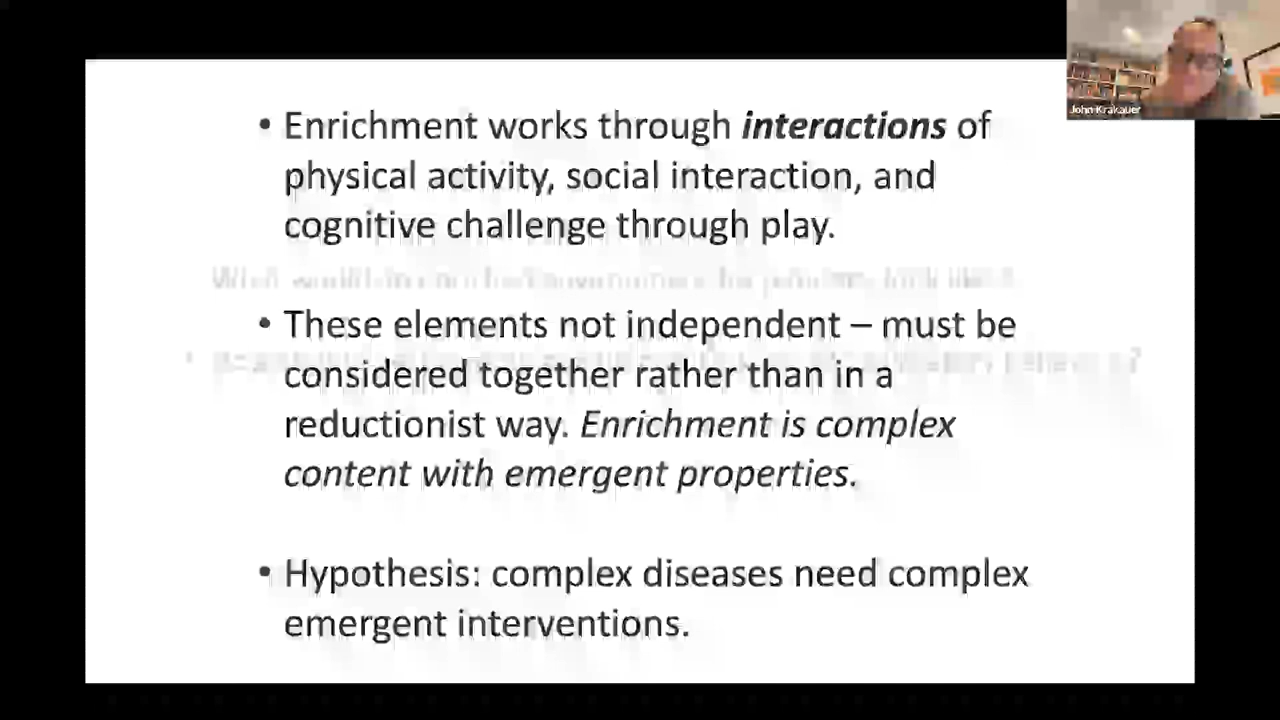 John Krakauer
• Enrichment works through interactions of
physical activity, social interaction, and
cognitive challenge through play.
• These elements not independent – must be
considered together rather than in a
reductionist way. Enrichment is complex
content with emergent properties.
• Hypothesis: complex diseases need complex
emergent interventions.